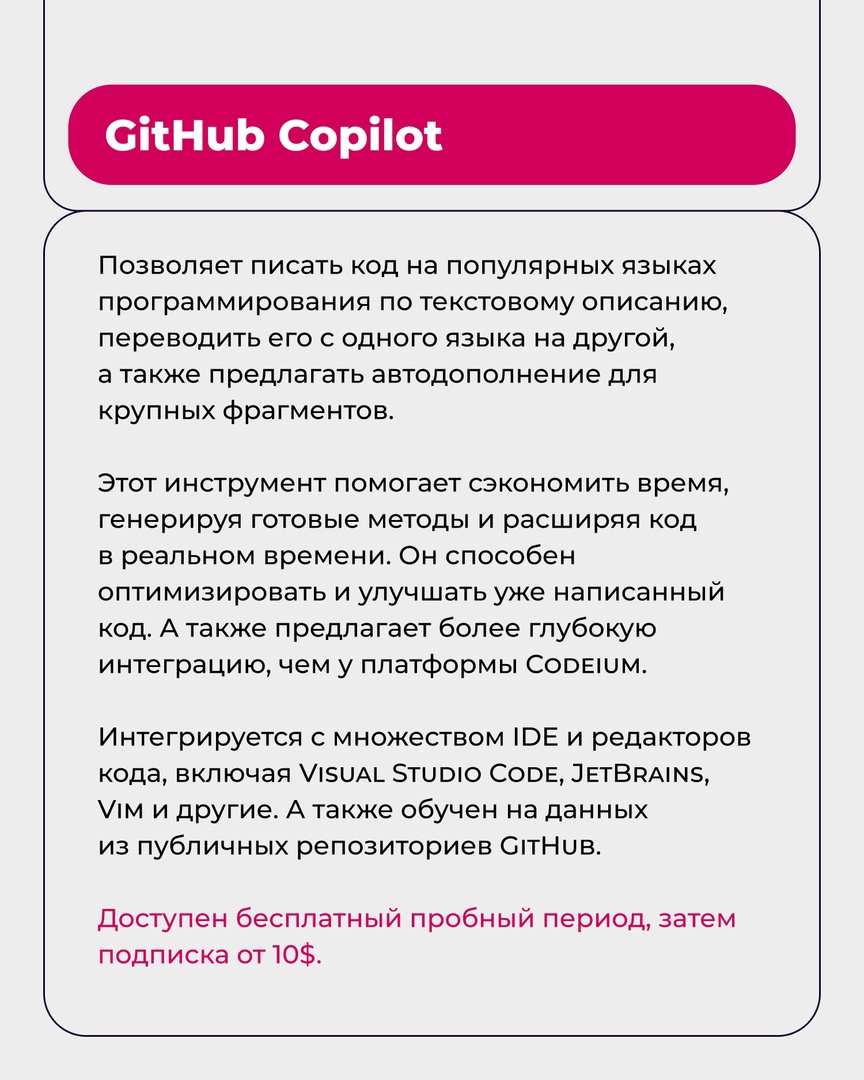 GitHub Copilot
Позволяет писать код на популярных языках
программирования по текстовому описанию,
переводить его с одного языка на другой,
а также предлагать автодополнение для
крупных фрагментов.
Этот инструмент помогает сэкономить время,
генерируя готовые методы и расширяя код
в реальном времени. Он способен
оптимизировать и улучшать уже написанный
код. А также предлагает более глубокую
интеграцию, чем у платформы Codeium.
Интегрируется с множеством IDE и редакторов
кода, включая Visual Studio Code, JetBrains,
Vim и другие. А также обучен на данных
из публичных репозиториев GitHub.
Доступен бесплатный пробный период, затем
подписка от 10$.